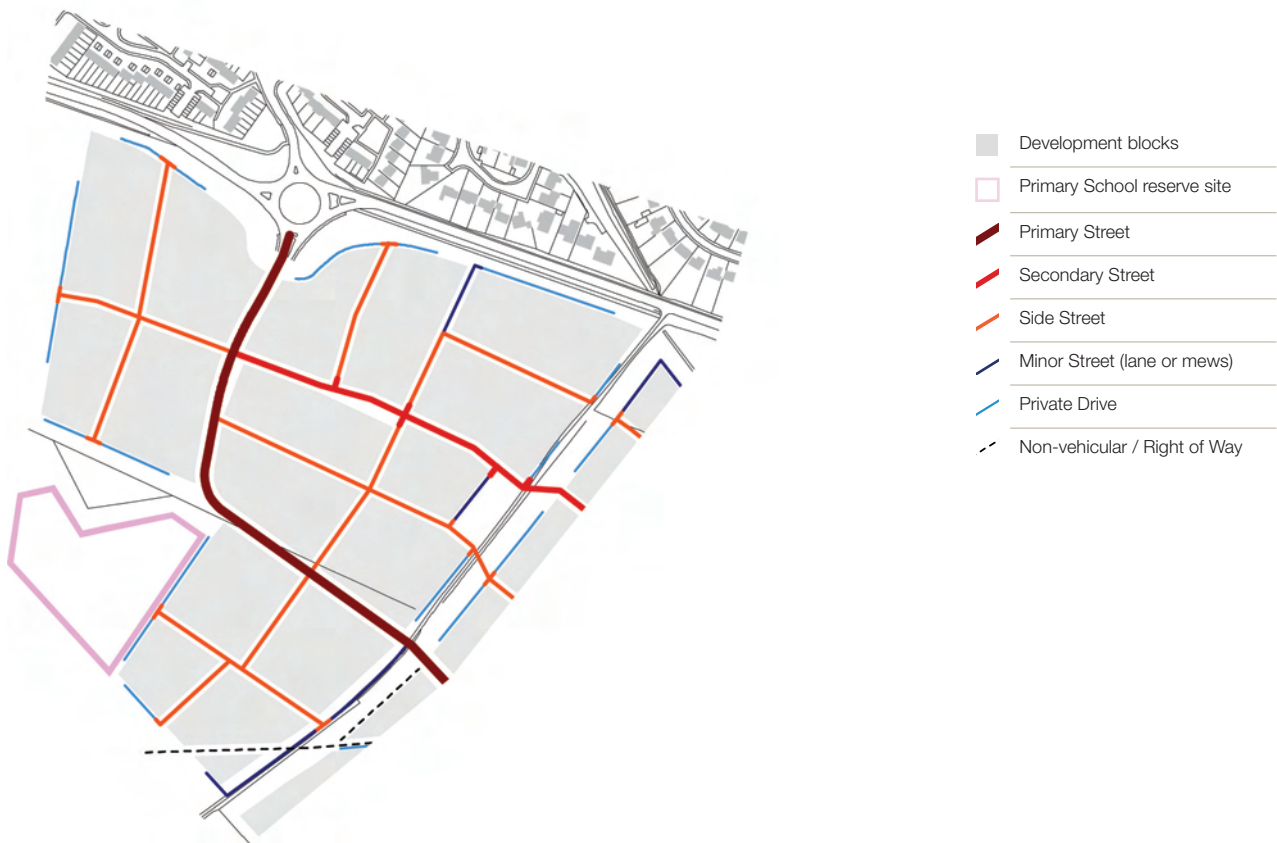 Development blocks
Primary School reserve site
Primary Street
Secondary Street
Side Street
Minor Street (lane or mews)
Private Drive
Non-vehicular / Right of Way